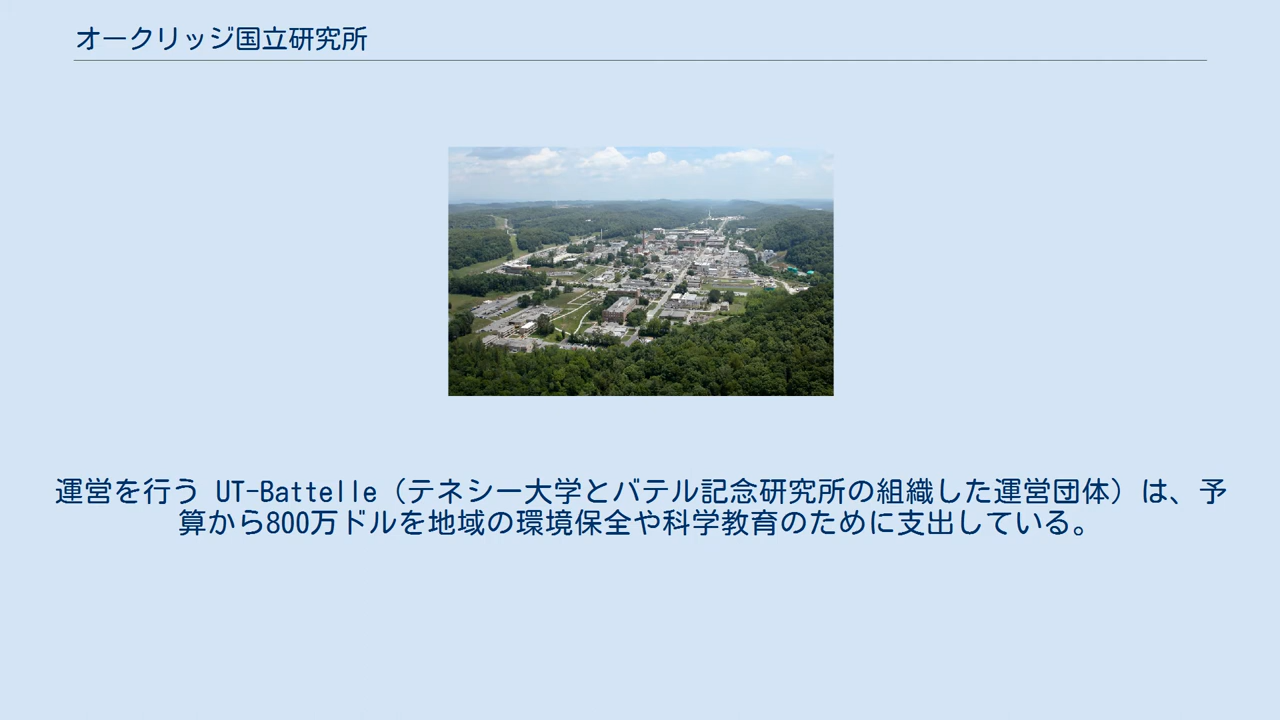 オークリッジ国立研究所
運営を行う UT-Battelle（テネシー大学とバテル記念研究所の組織した運営団体）は、予
算から800万ドルを地域の環境保全や科学教育のために支出している。